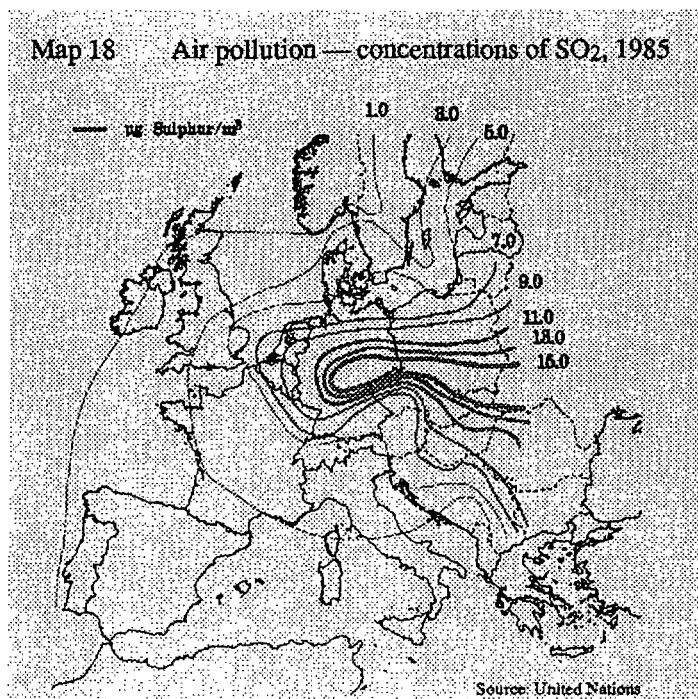 Map 18 Air pollution — concentrations of SO₂, 1985
1.0 3.0 5.0
µg Sulphur/m³
7.0
9.0
11.0
13.0
15.0
Source: United Nations